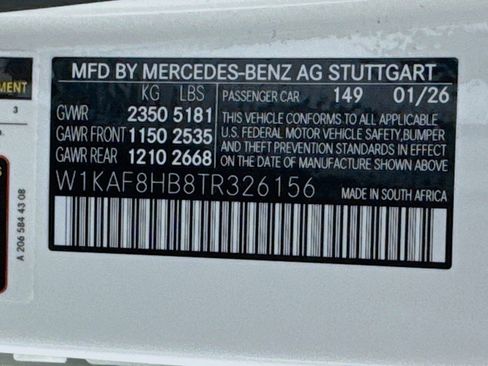 MFD BY MERCEDES-BENZ AG STUTTGART
KG LBS PASSENGER CAR 149 01/26
GVWR 2350 5181
GAWR FRONT 1150 2535
GAWR REAR 1210 2668
THIS VEHICLE CONFORMS TO ALL APPLICABLE
U.S. FEDERAL MOTOR VEHICLE SAFETY, BUMPER
AND THEFT PREVENTION STANDARDS IN
EFFECT ON THE DATE OF MANUFACTURE
SHOWN ABOVE.
W1KAF8HB8TR326156 MADE IN SOUTH AFRICA
A 206 584 43 08
MENT
3